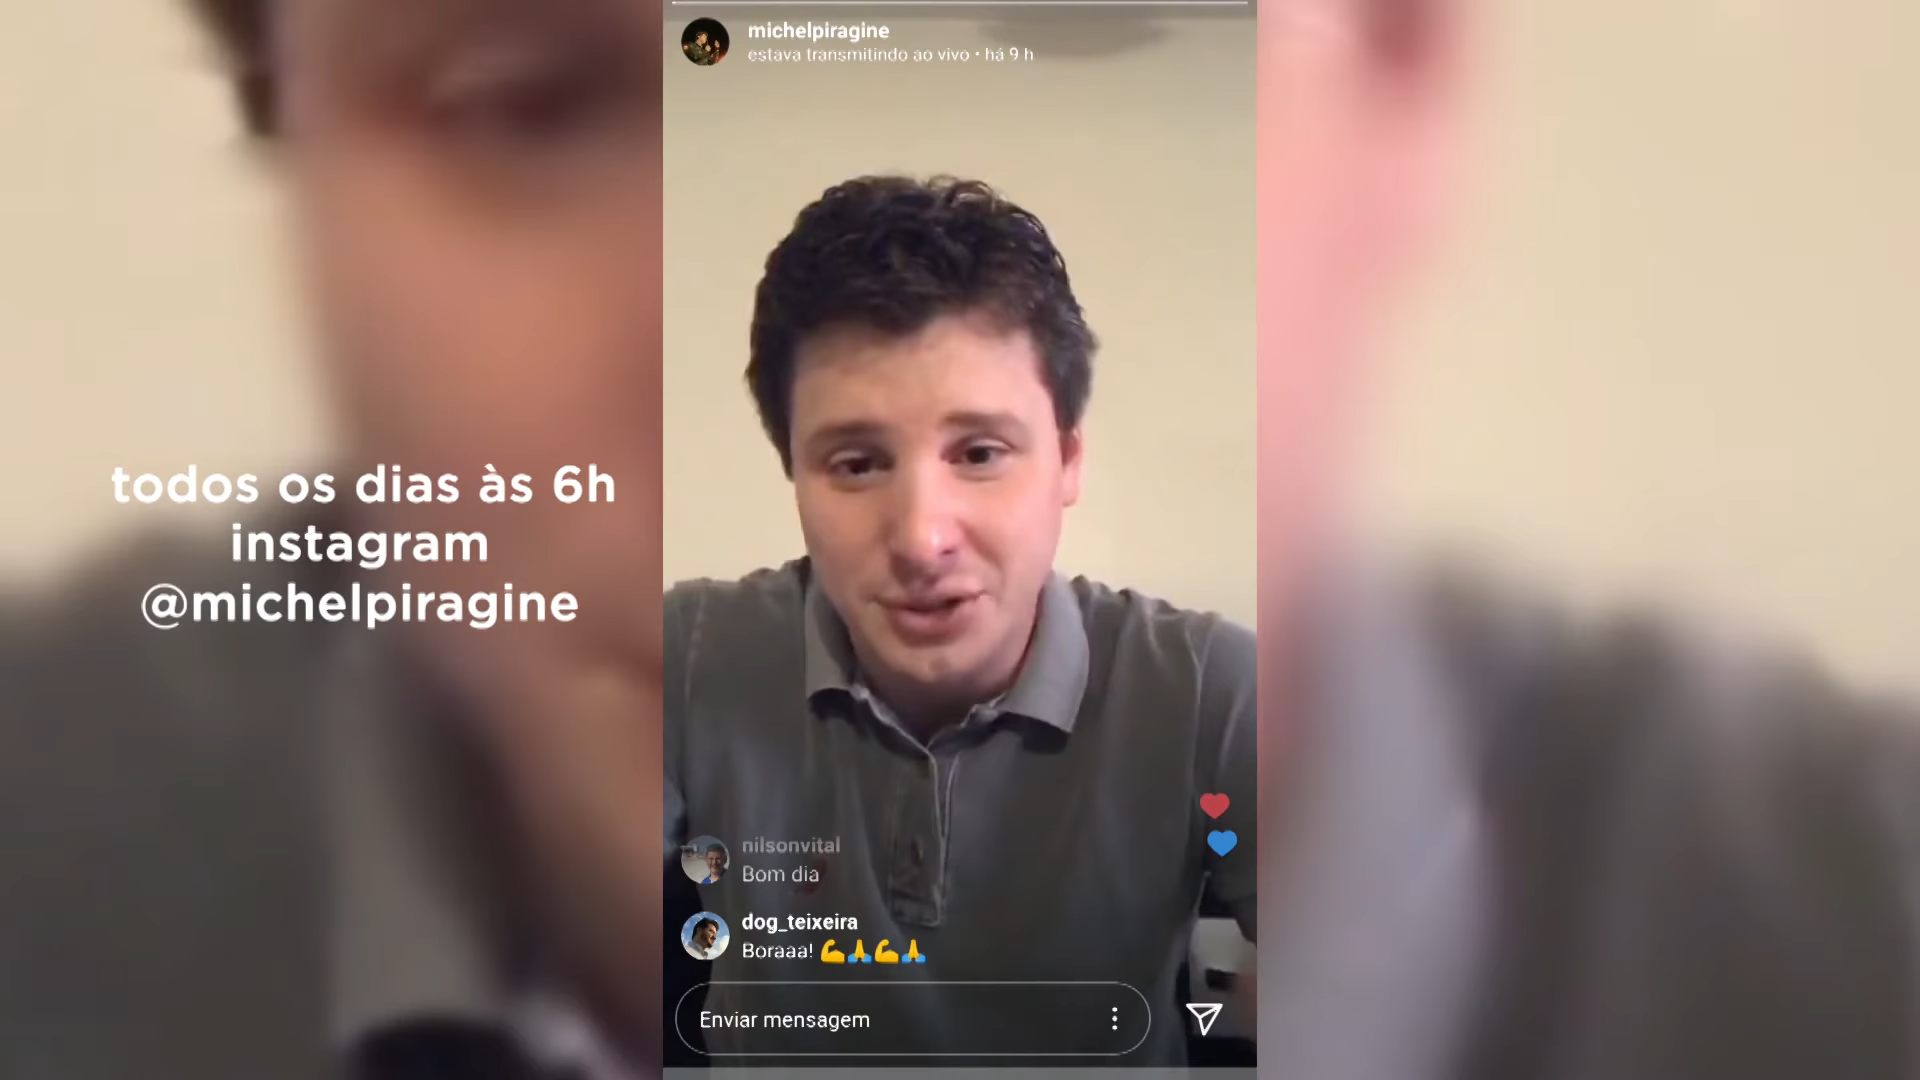 michelpiragine
estava transmitindo ao vivo • há 9 h
todos os dias às 6h
instagram
@michelpiragine
nilsonvital
Bom dia
dog_teixeira
Boraaa! 💪🙏💪🙏
Enviar mensagem